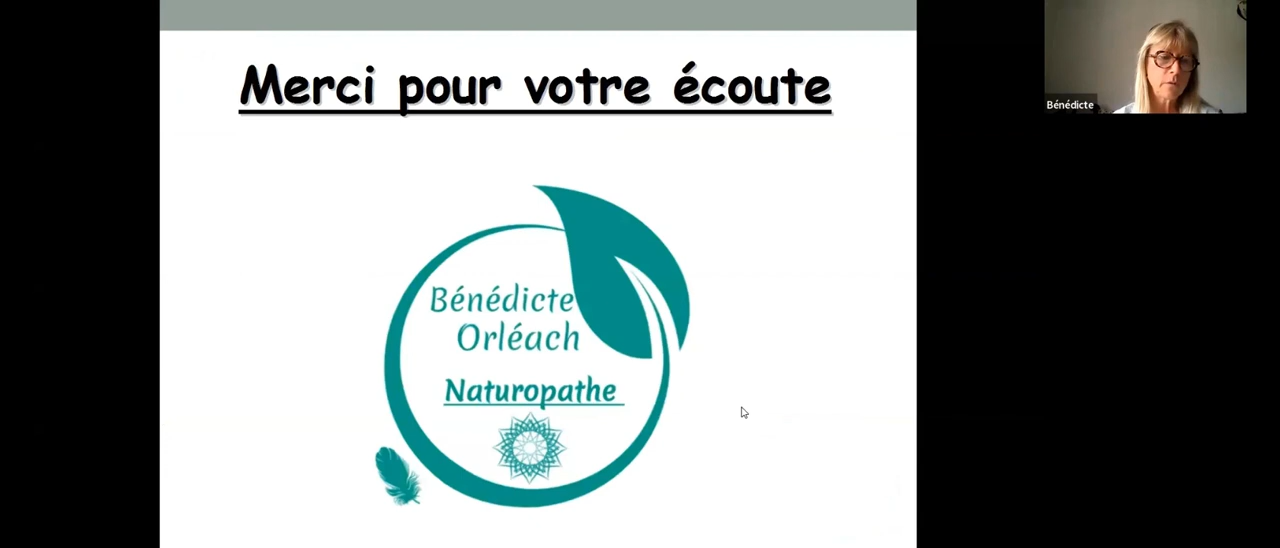 Merci pour votre écoute
Bénédicte
Orléach
Naturopathe
Bénédicte